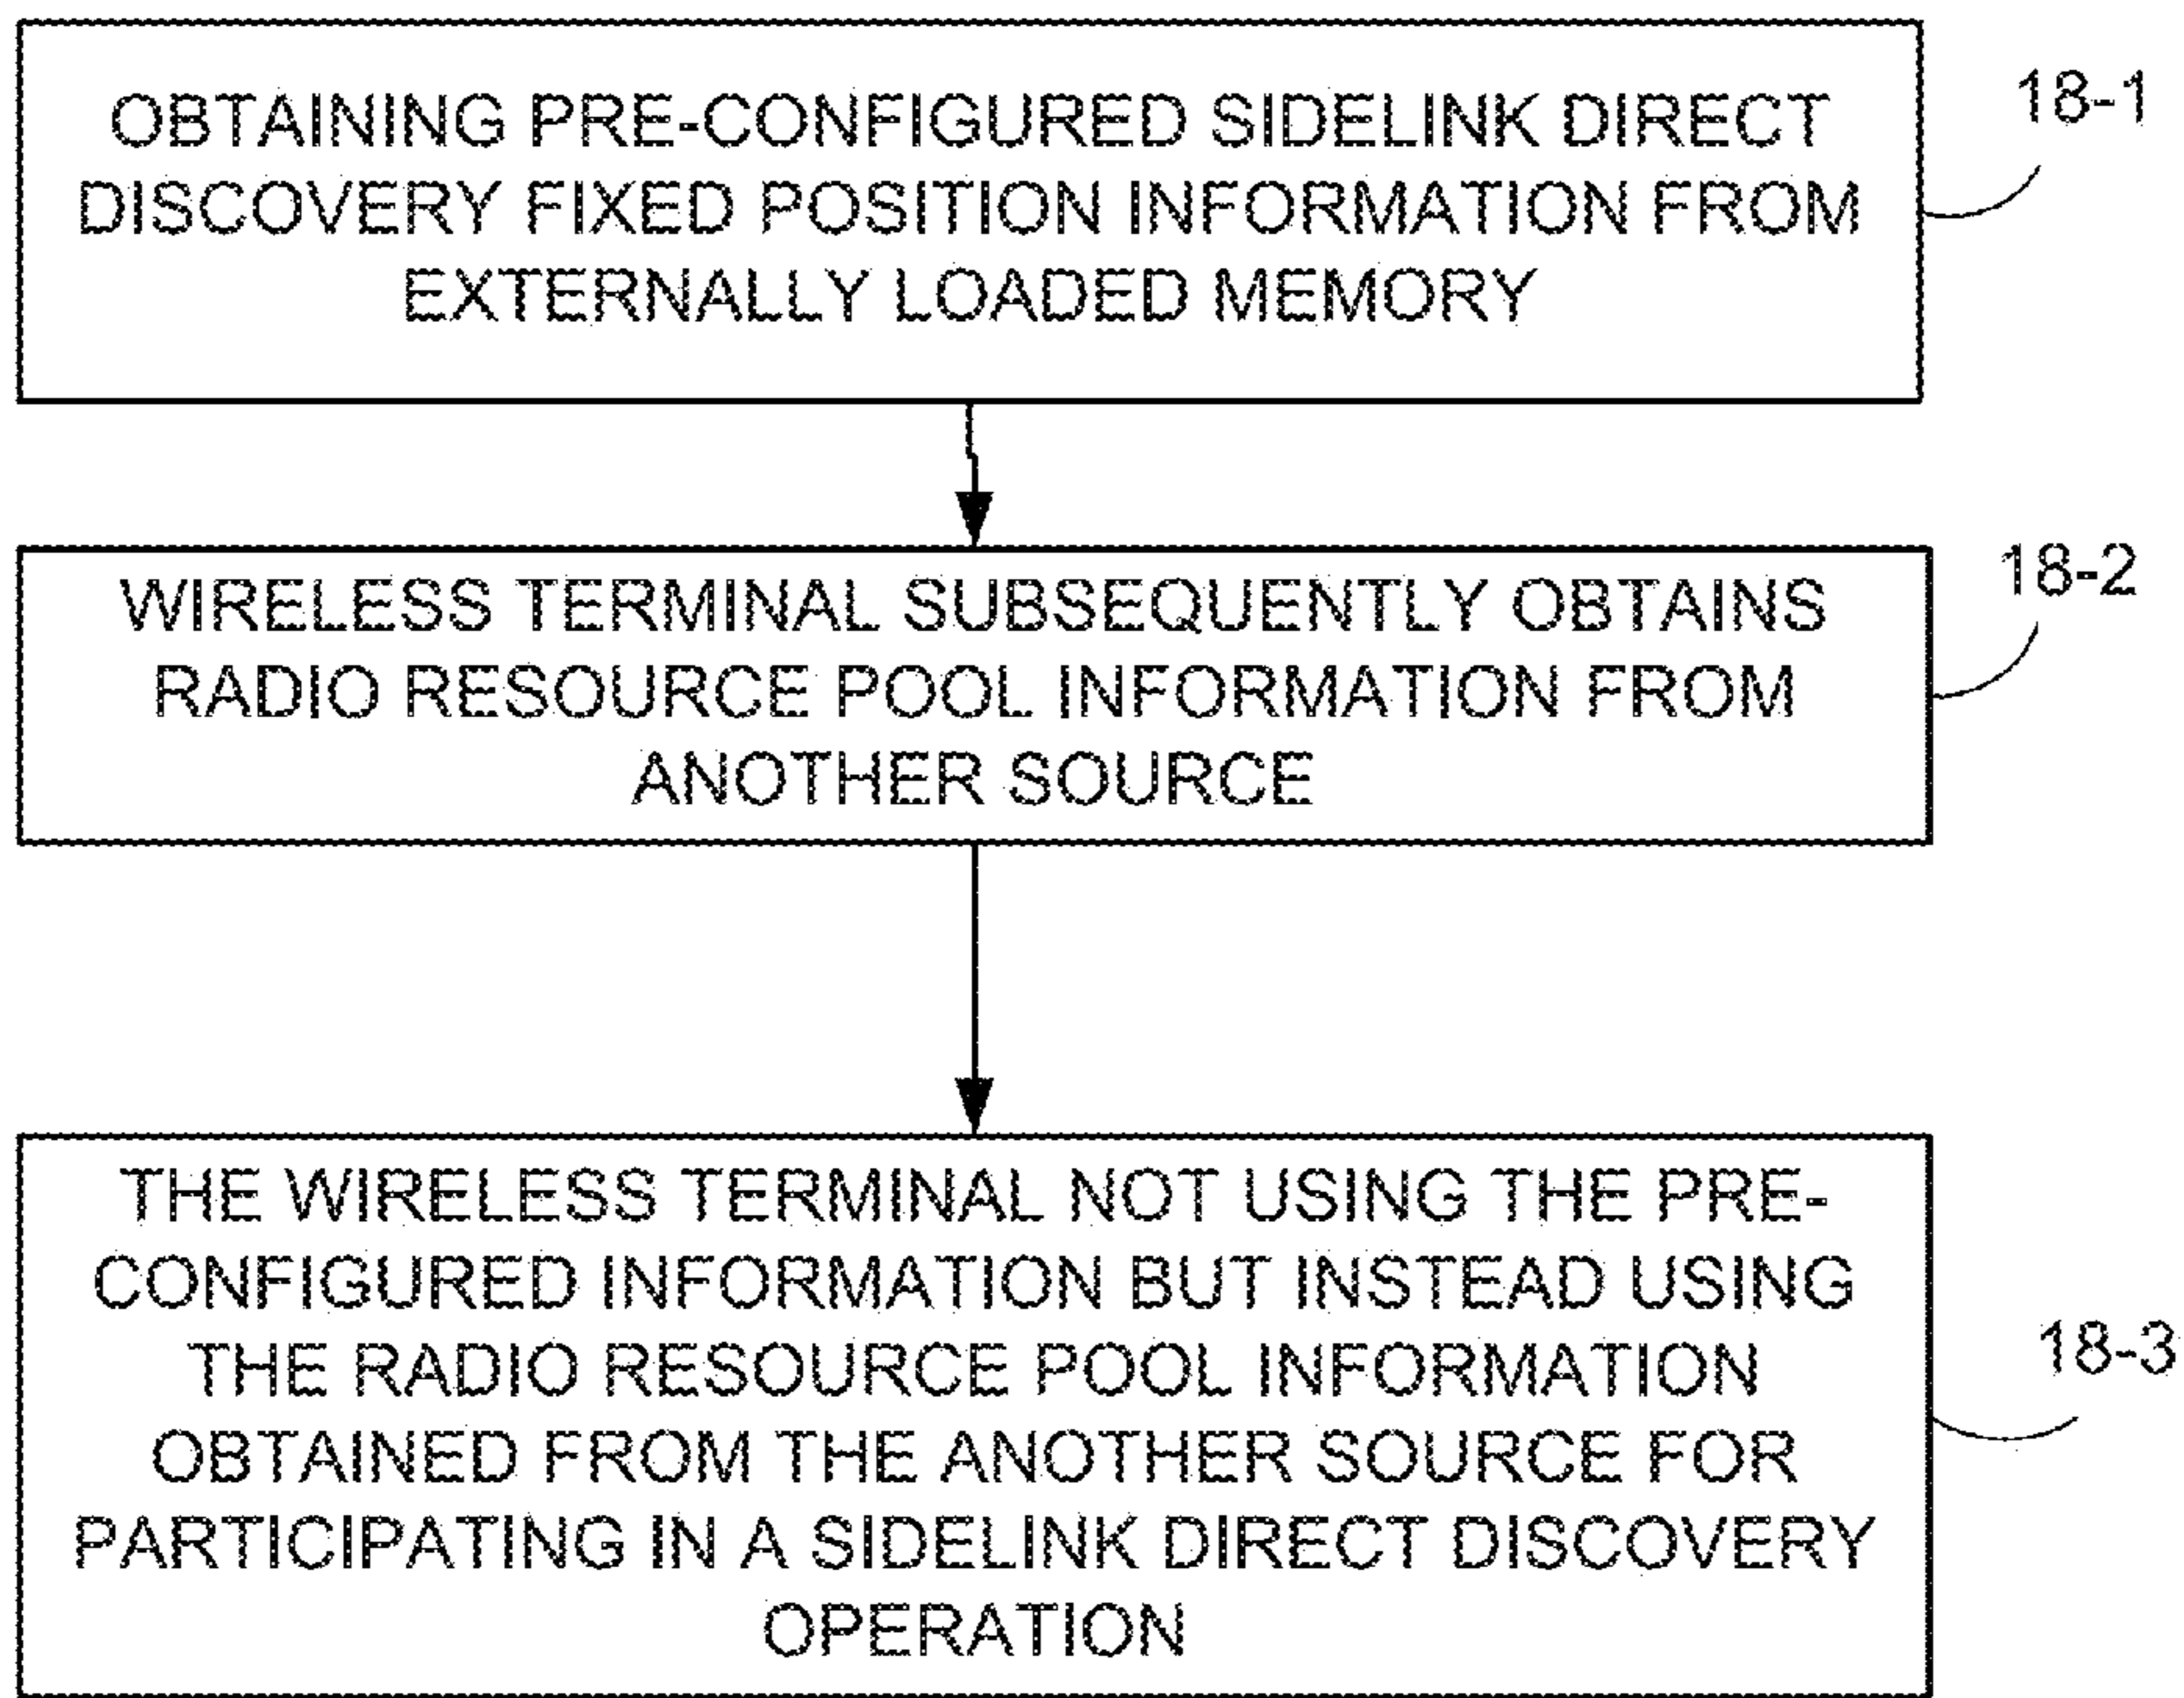 OBTAINING PRE-CONFIGURED SIDELINK DIRECT
DISCOVERY FIXED POSITION INFORMATION FROM
EXTERNALLY LOADED MEMORY
18-1
WIRELESS TERMINAL SUBSEQUENTLY OBTAINS
RADIO RESOURCE POOL INFORMATION FROM
ANOTHER SOURCE
18-2
THE WIRELESS TERMINAL NOT USING THE PRE-
CONFIGURED INFORMATION BUT INSTEAD USING
THE RADIO RESOURCE POOL INFORMATION
OBTAINED FROM THE ANOTHER SOURCE FOR
PARTICIPATING IN A SIDELINK DIRECT DISCOVERY
OPERATION
18-3